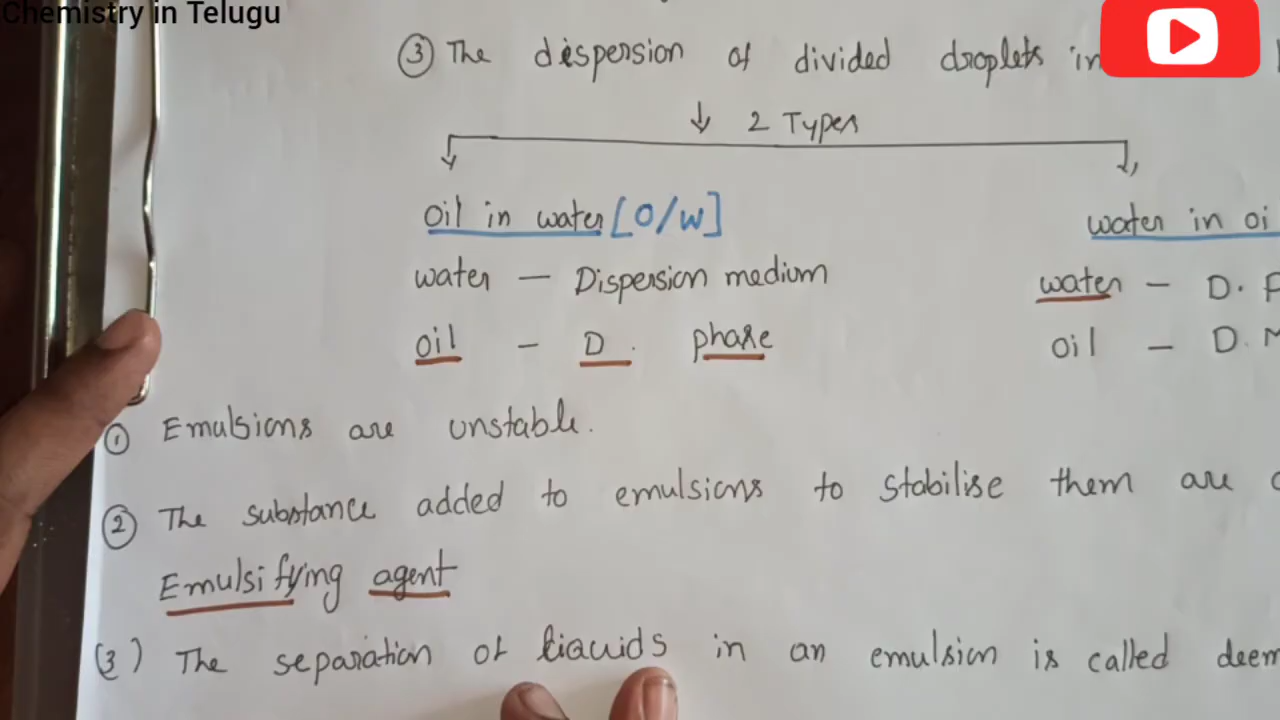 Chemistry in Telugu
③ The dispersion of divided droplets in
↓ 2 Types
Oil in water [O/W]
water in oi
water — Dispersion medium
water — D. P
oil — D. phase
oil — D. M
① Emulsions are unstable.
② The substance added to emulsions to stabilise them are
Emulsifying agent
(3) The separation of liquids in an emulsion is called deem